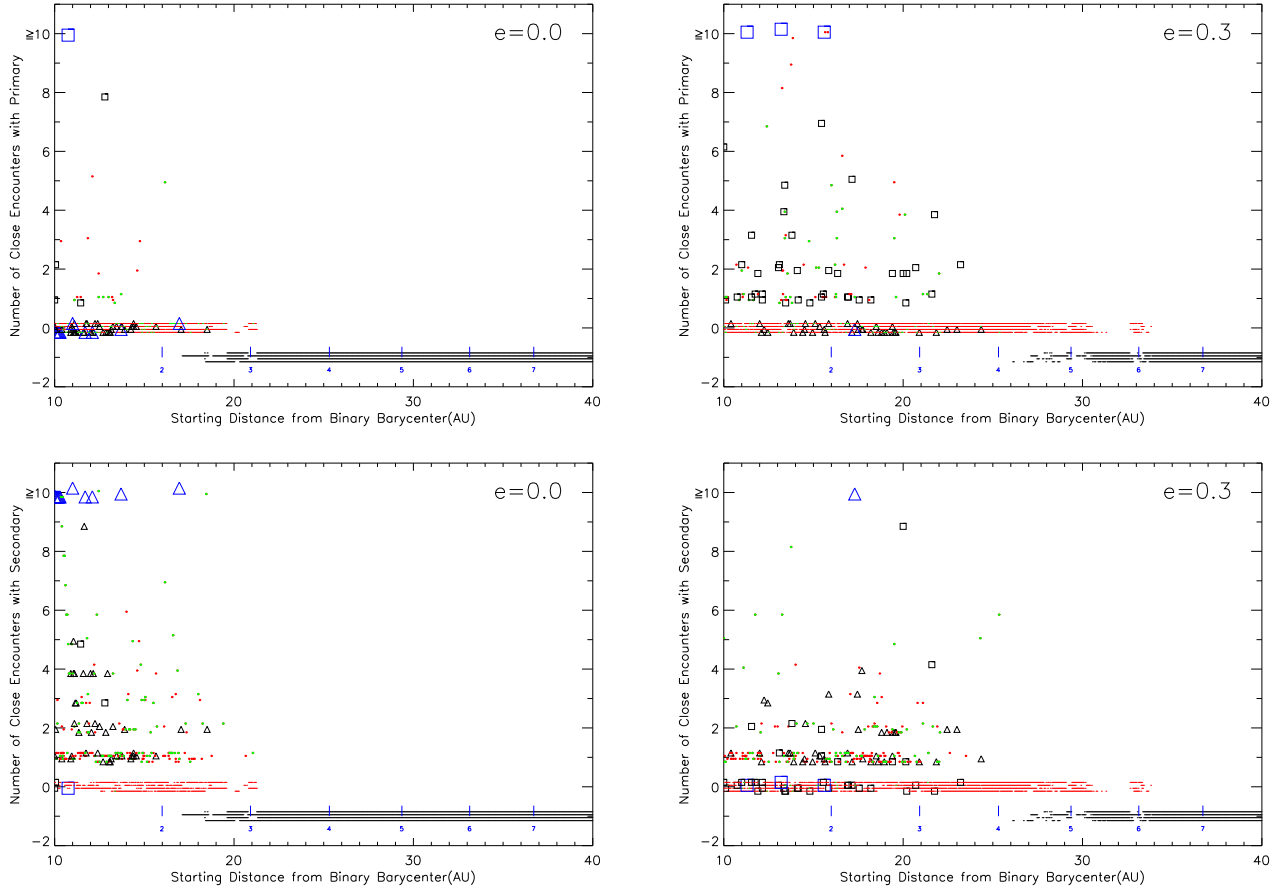 e=0.0
≥10
8
6
4
2
0
−2
Number of Close Encounters with Primary
2 3 4 5 6 7
10 20 30 40
Starting Distance from Binary Barycenter(AU)
e=0.3
≥10
8
6
4
2
0
−2
Number of Close Encounters with Primary
2 3 4 5 6 7
10 20 30 40
Starting Distance from Binary Barycenter(AU)
e=0.0
≥10
8
6
4
2
0
−2
Number of Close Encounters with Secondary
2 3 4 5 6 7
10 20 30 40
Starting Distance from Binary Barycenter(AU)
e=0.3
≥10
8
6
4
2
0
−2
Number of Close Encounters with Secondary
2 3 4 5 6 7
10 20 30 40
Starting Distance from Binary Barycenter(AU)